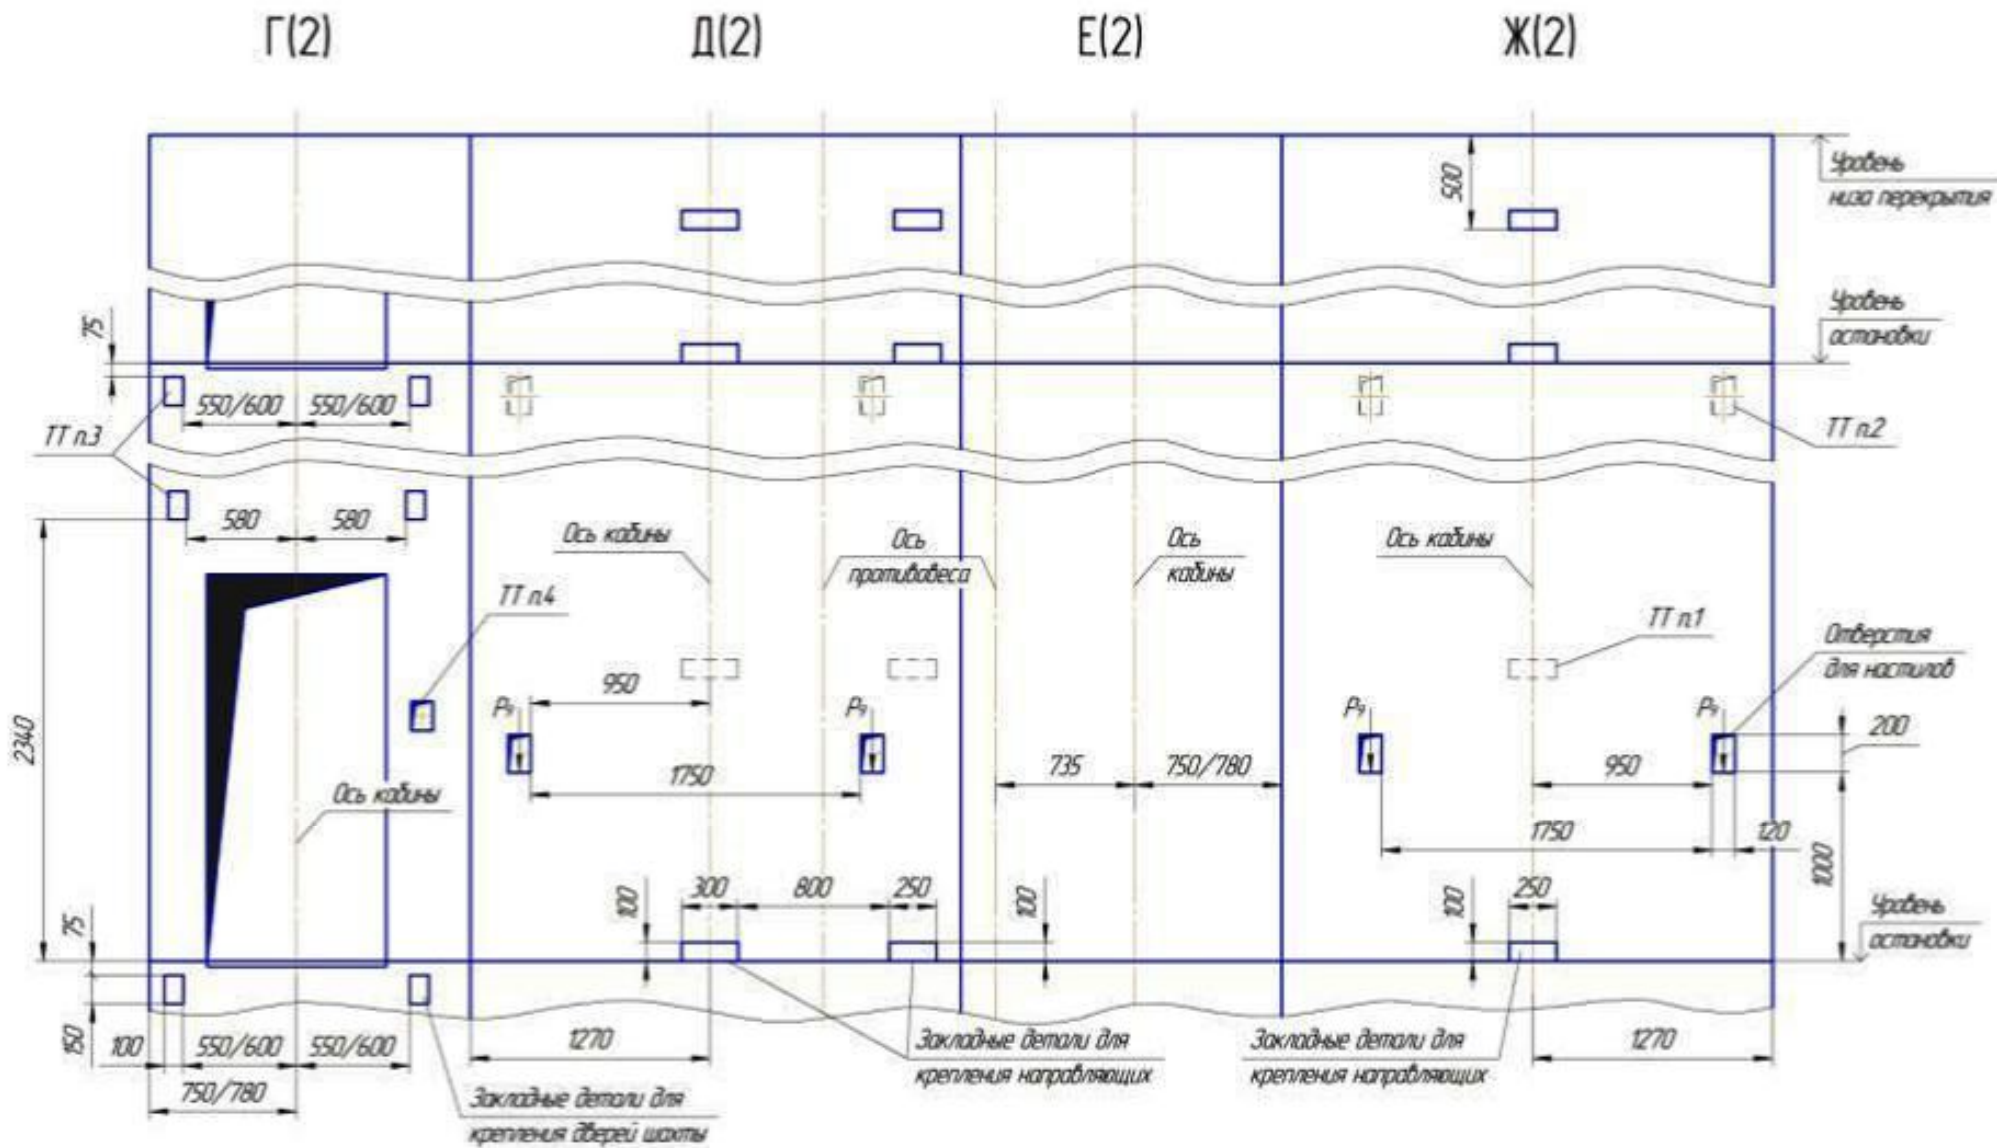 Г(2)
Д(2)
Е(2)
Ж(2)
500
Уровень
низа перекрытия
75
Уровень
остановки
550/600
550/600
ТТ п.3
ТТ п.2
580
580
Ось кабины
Ось
противовеса
Ось
кабины
Ось кабины
ТТ п.4
ТТ п.1
Отверстия
для настилов
2340
950
P₉
P₉
P₉
P₉
200
1750
735
750/780
950
Ось кабины
1750
120
1000
100
300
800
250
100
100
250
75
Уровень
остановки
150
100
550/600
550/600
1270
Закладные детали для
крепления направляющих
Закладные детали для
крепления направляющих
1270
750/780
Закладные детали для
крепления дверей шахты